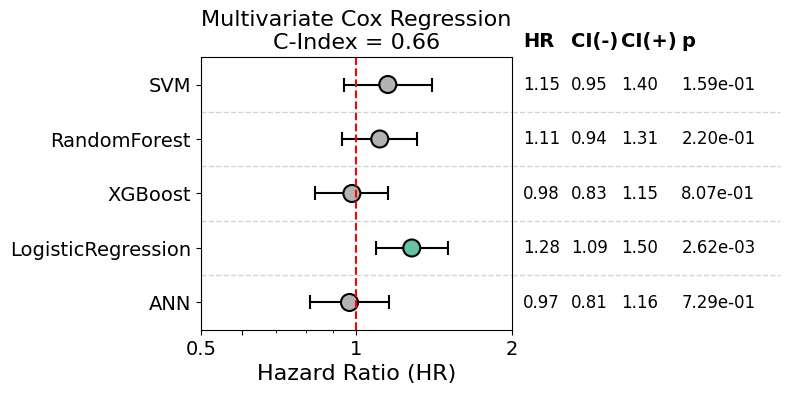 Multivariate Cox Regression
C-Index = 0.66
HR CI(-) CI(+) p
SVM 1.15 0.95 1.40 1.59e-01
RandomForest 1.11 0.94 1.31 2.20e-01
XGBoost 0.98 0.83 1.15 8.07e-01
LogisticRegression 1.28 1.09 1.50 2.62e-03
ANN 0.97 0.81 1.16 7.29e-01
0.5 1 2
Hazard Ratio (HR)